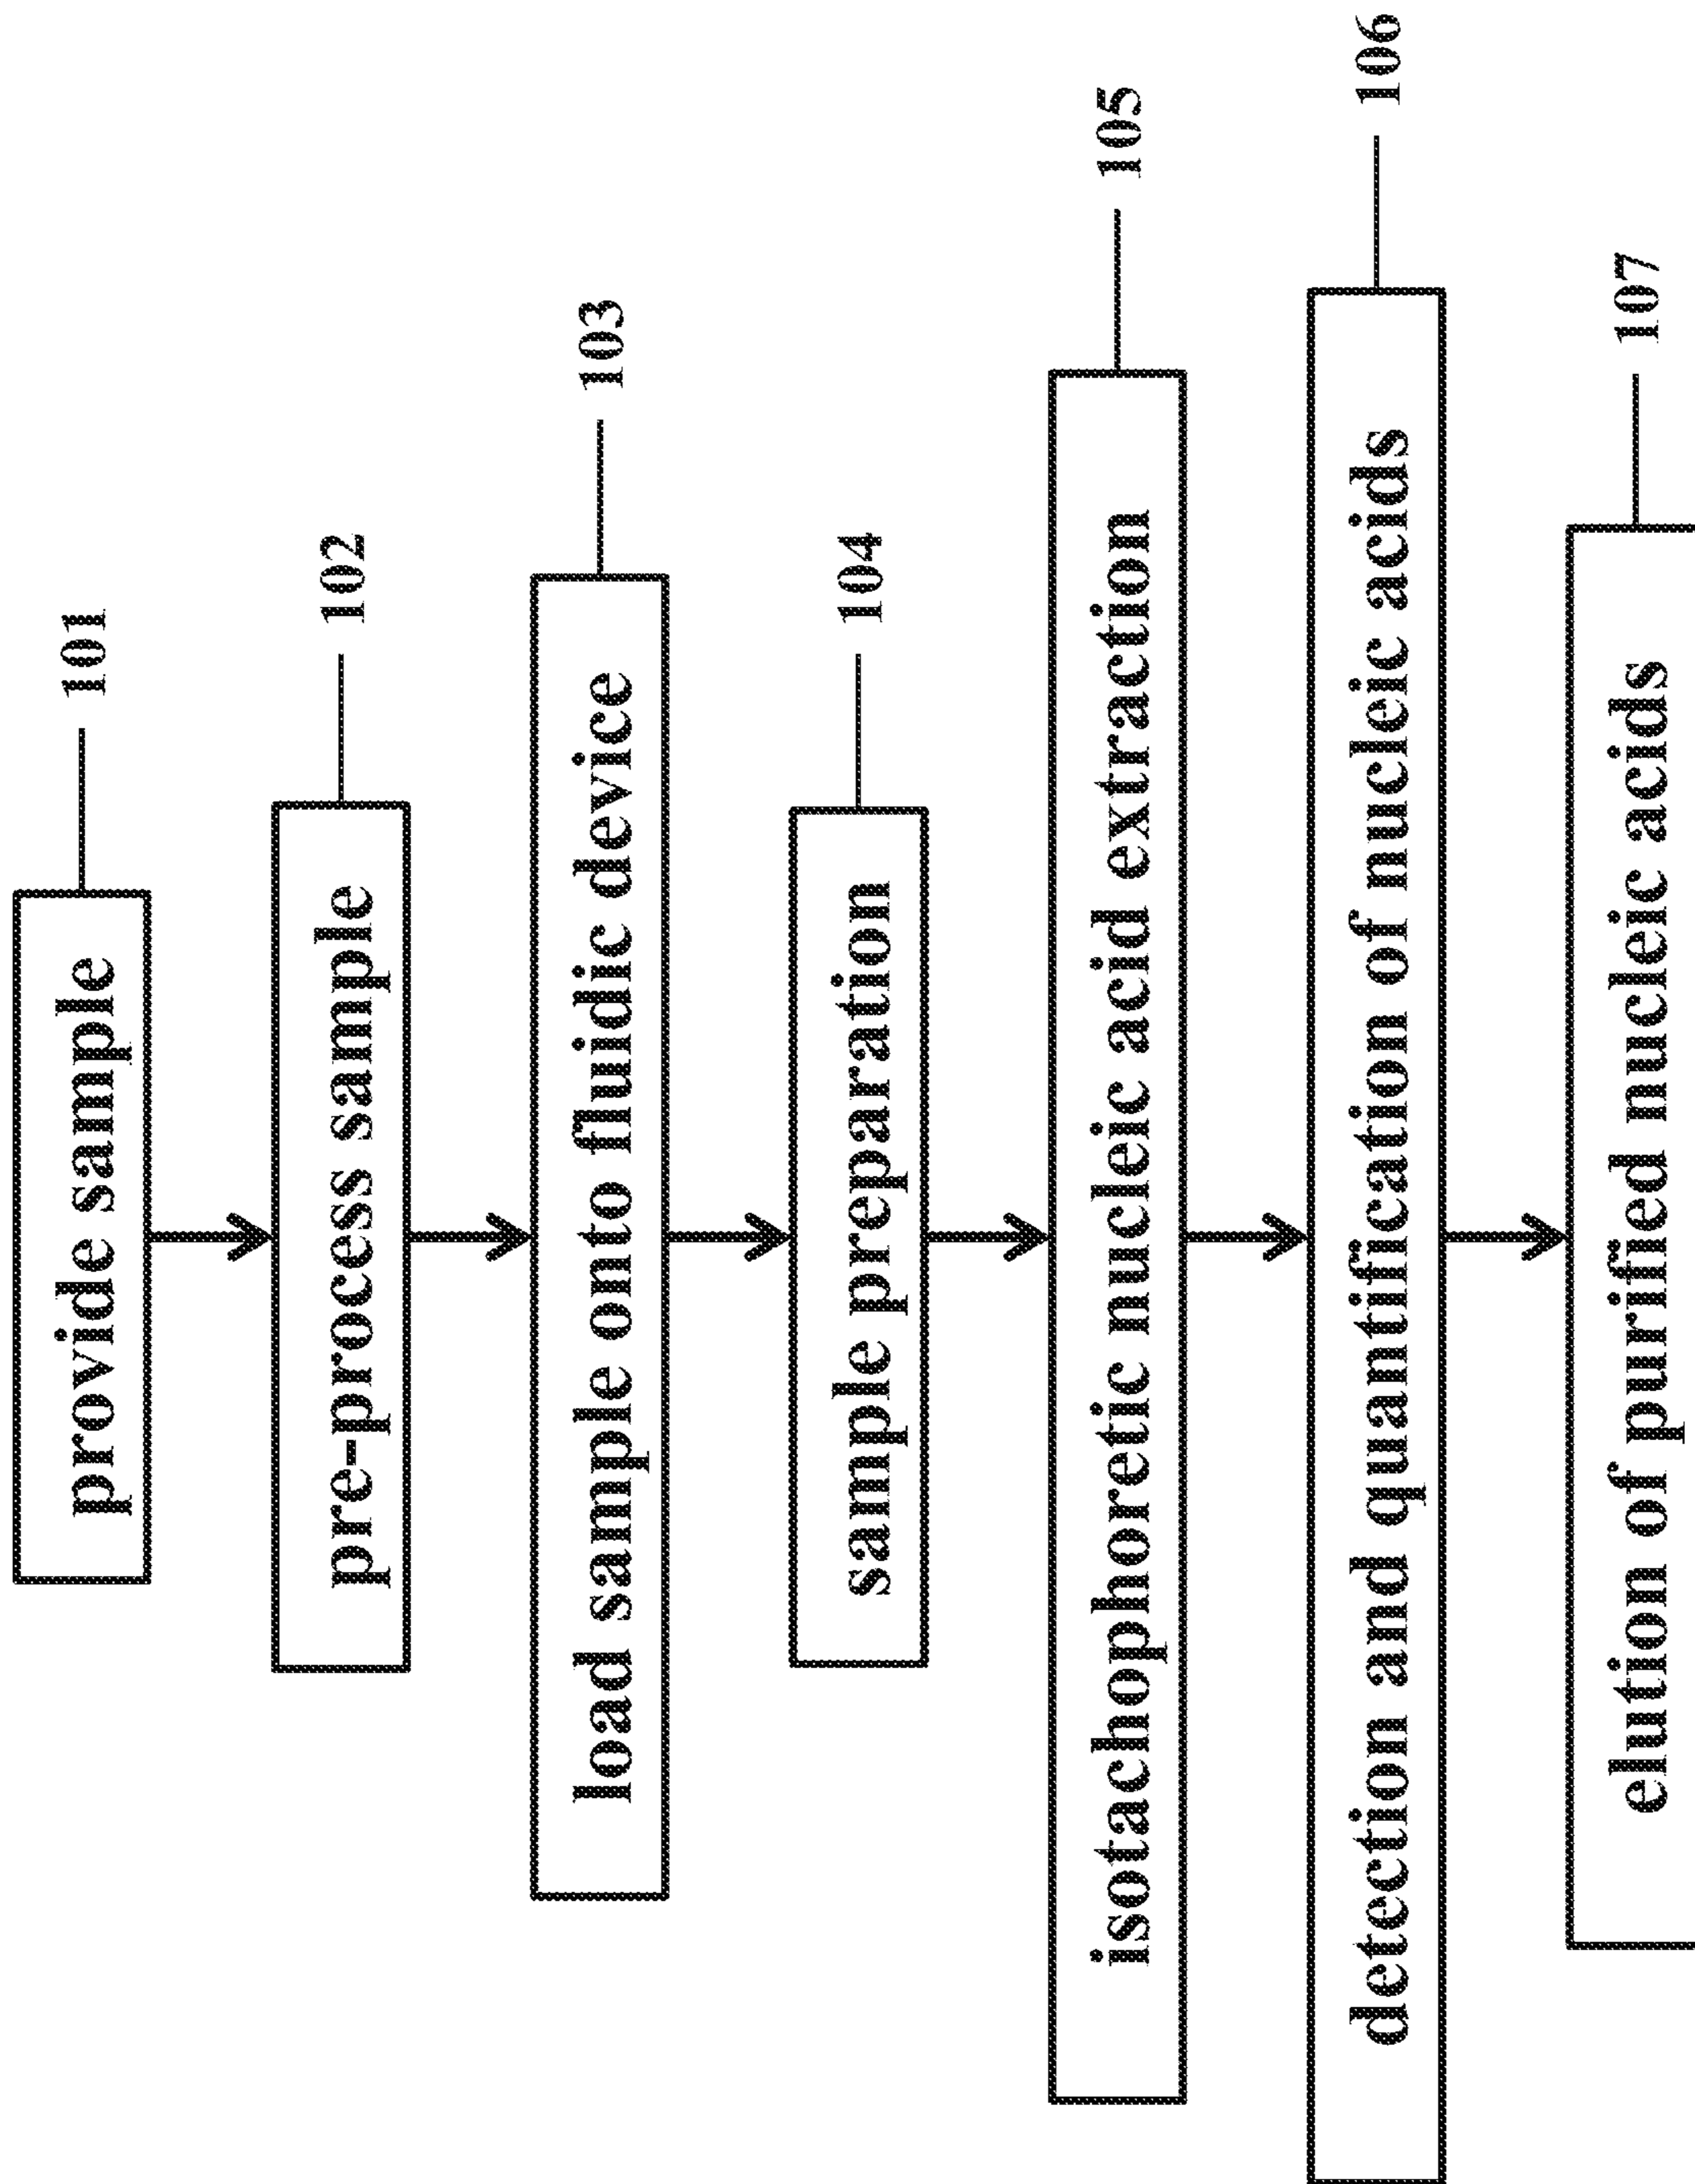 provide sample
101
pre-process sample
102
load sample onto fluidic device
103
sample preparation
104
isotachophoretic nucleic acid extraction
105
detection and quantification of nucleic acids
106
elution of purified nucleic acids
107